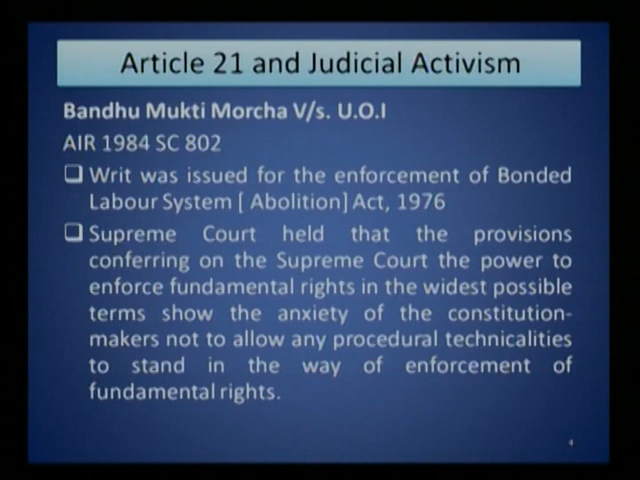 Article 21 and Judicial Activism
Bandhu Mukti Morcha V/s. U.O.I
AIR 1984 SC 802
Writ was issued for the enforcement of Bonded
Labour System [ Abolition] Act, 1976
Supreme Court held that the provisions
conferring on the Supreme Court the power to
enforce fundamental rights in the widest possible
terms show the anxiety of the constitution-
makers not to allow any procedural technicalities
to stand in the way of enforcement of
fundamental rights.
4